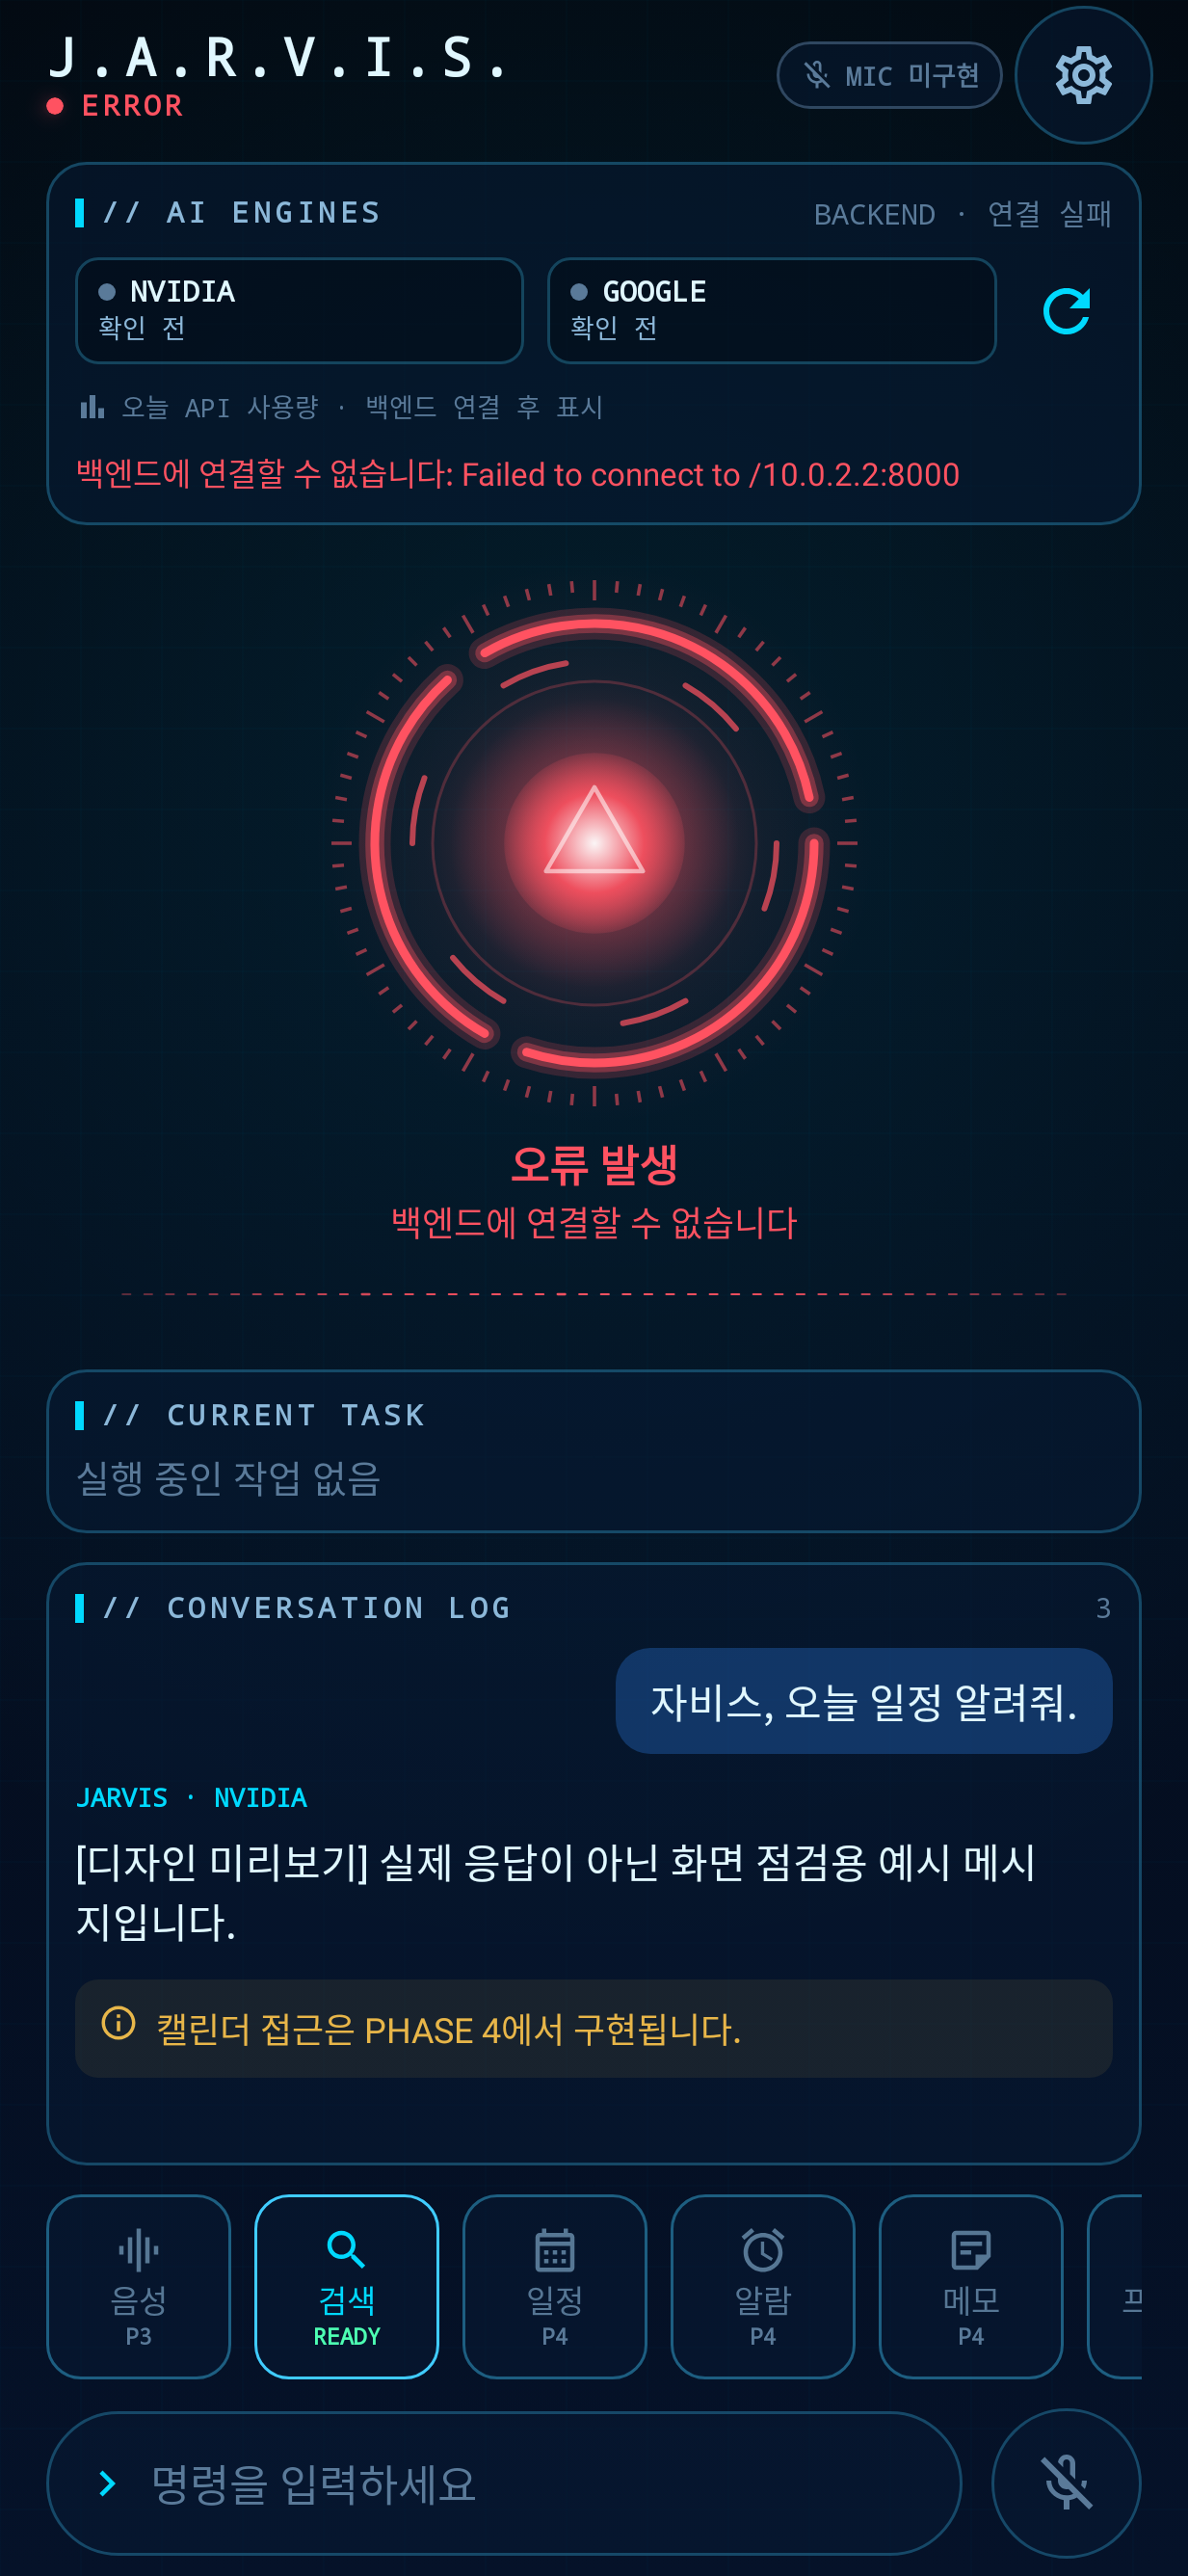 J.A.R.V.I.S.
ERROR
MIC 미구현
// AI ENGINES
BACKEND · 연결 실패
NVIDIA
확인 전
GOOGLE
확인 전
오늘 API 사용량 · 백엔드 연결 후 표시
백엔드에 연결할 수 없습니다: Failed to connect to /10.0.2.2:8000
오류 발생
백엔드에 연결할 수 없습니다
// CURRENT TASK
실행 중인 작업 없음
// CONVERSATION LOG
3
자비스, 오늘 일정 알려줘.
JARVIS · NVIDIA
[디자인 미리보기] 실제 응답이 아닌 화면 점검용 예시 메시
지입니다.
캘린더 접근은 PHASE 4에서 구현됩니다.
음성
P3
검색
READY
일정
P4
알람
P4
메모
P4
명령을 입력하세요